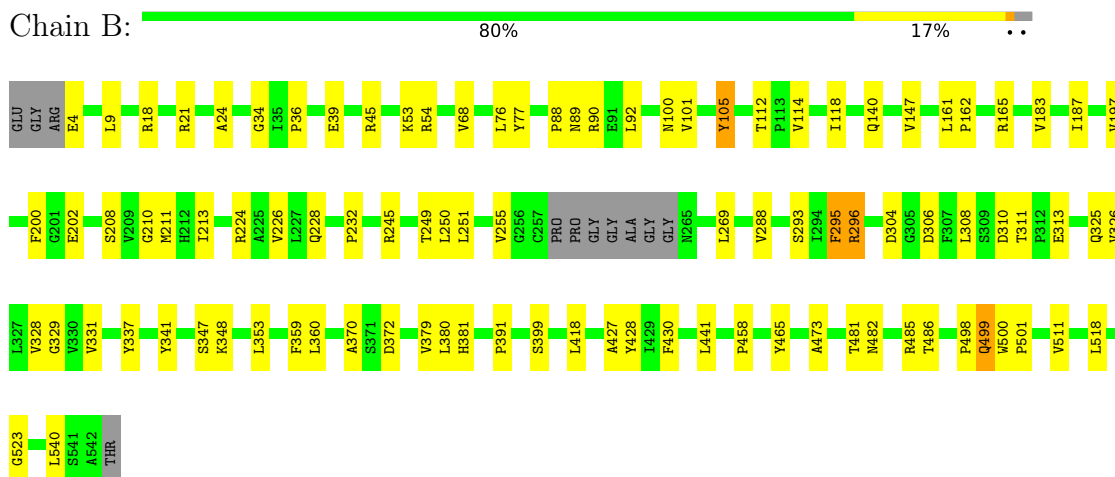 Chain B:
80% 17% • •
GLU GLY ARG E4 L9 R18 R21 A24 G34 I35 P36 E39 R45 K53 R54 V68 L76 Y77 P88 N89 R90 E91 L92 N100 V101 Y105 T112 P113 V114 I118 Q140 V147 L161 P162 R165 V183 I187
F200 G201 E202 S208 V209 G210 M211 H212 I213 R224 A225 V226 L227 Q228 P232 R245 T249 L250 L251 V255 G256 C257 PRO PRO GLY GLY ALA GLY GLY N265 L269 V288 S293 I294 F295 R296 D304 G305 D306 F307 L308 S309 D310 T311 P312 E313 Q325
L327 V328 G329 V330 V331 Y337 Y341 S347 K348 L353 F359 L360 A370 S371 D372 V379 L380 H381 P391 S399 L418 A427 Y428 I429 F430 L441 P458 Y465 A473 T481 N482 R485 T486 P498 Q499 W500 P501 V511 L518
G523 L540 S541 A542 THR